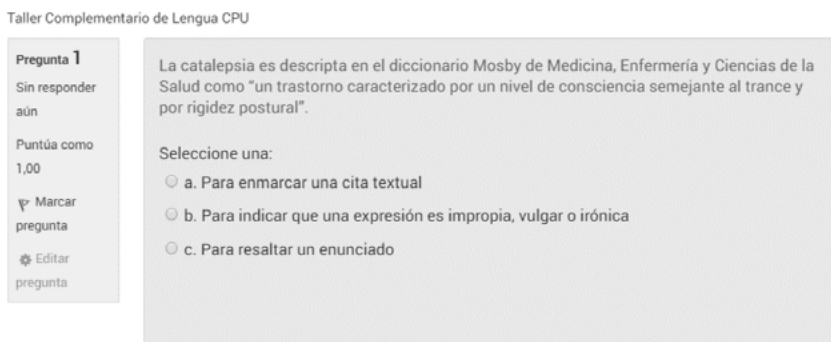 Taller Complementario de Lengua CPU
Pregunta 1
Sin responder
aún
Puntúa como
1,00
Marcar
pregunta
Editar
pregunta
La catalepsia es descripta en el diccionario Mosby de Medicina, Enfermería y Ciencias de la
Salud como “un trastorno caracterizado por un nivel de consciencia semejante al trance y
por rigidez postural”.
Seleccione una:
a. Para enmarcar una cita textual
b. Para indicar que una expresión es impropia, vulgar o irónica
c. Para resaltar un enunciado